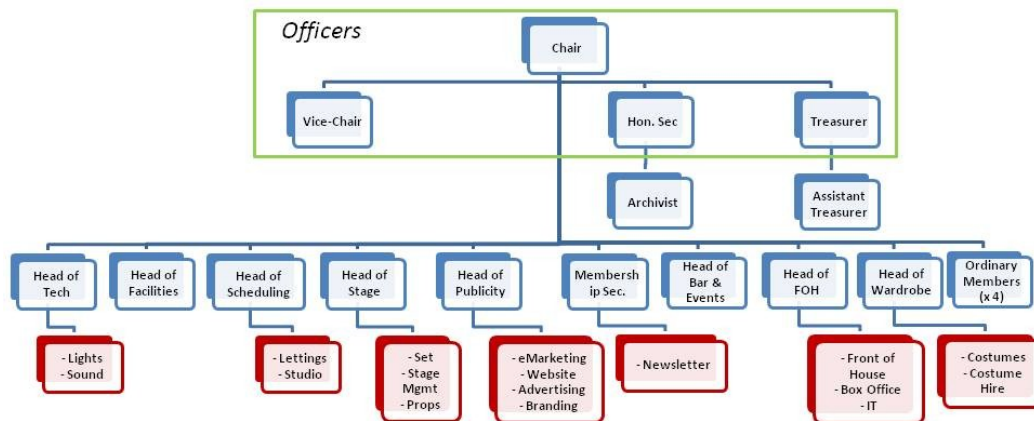 Officers
Chair
Vice-Chair
Hon. Sec
Treasurer
Archivist
Assistant
Treasurer
Head of
Tech
Head of
Facilities
Head of
Scheduling
Head of
Stage
Head of
Publicity
Membersh
ip Sec.
Head of
Bar &
Events
Head of
FOH
Head of
Wardrobe
Ordinary
Members
(x 4)
- Lights
- Sound
- Lettings
- Studio
- Set
- Stage
Mgmt
- Props
- eMarketing
- Website
- Advertising
- Branding
- Newsletter
- Front of
House
- Box Office
- IT
- Costumes
- Costume
Hire